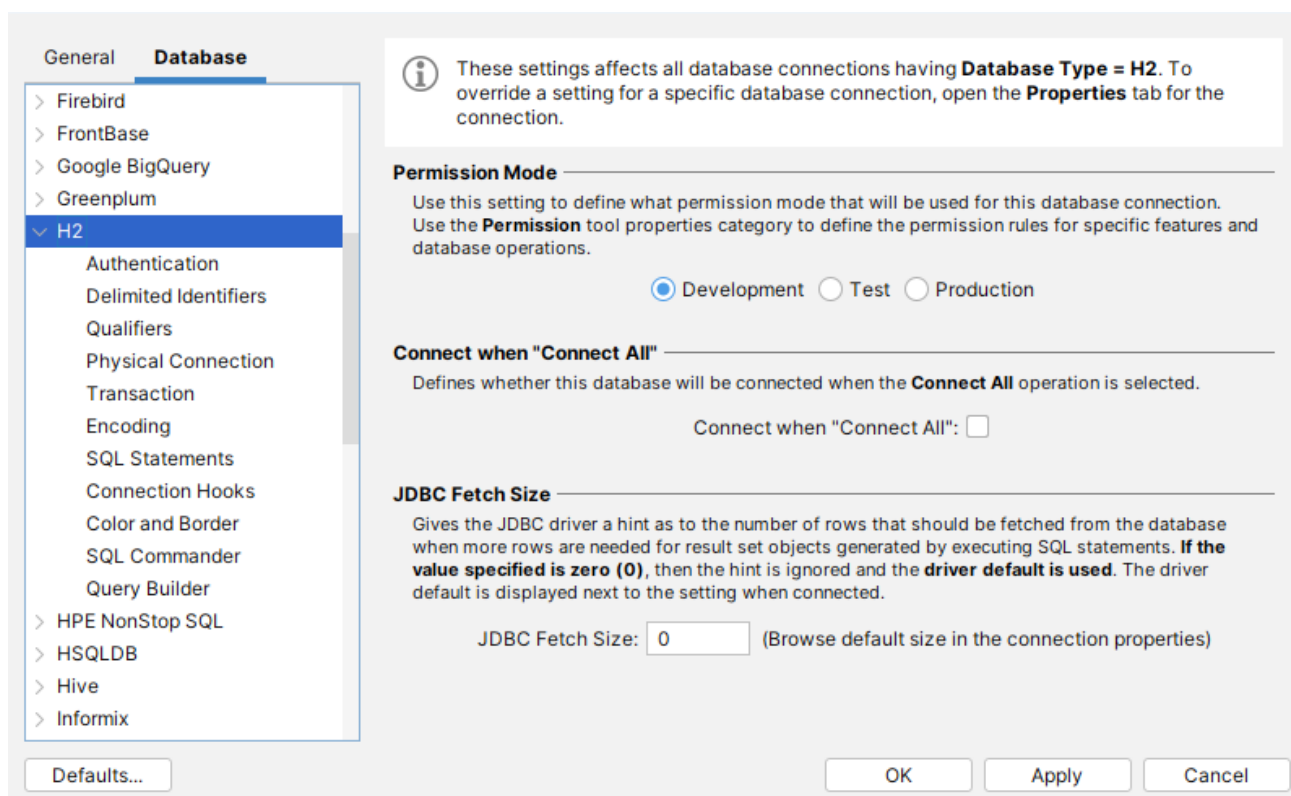 General Database
Firebird
FrontBase
Google BigQuery
Greenplum
H2
Authentication
Delimited Identifiers
Qualifiers
Physical Connection
Transaction
Encoding
SQL Statements
Connection Hooks
Color and Border
SQL Commander
Query Builder
HPE NonStop SQL
HSQLDB
Hive
Informix
These settings affects all database connections having Database Type = H2. To
override a setting for a specific database connection, open the Properties tab for the
connection.
Permission Mode
Use this setting to define what permission mode that will be used for this database connection.
Use the Permission tool properties category to define the permission rules for specific features and
database operations.
Development Test Production
Connect when "Connect All"
Defines whether this database will be connected when the Connect All operation is selected.
Connect when "Connect All":
JDBC Fetch Size
Gives the JDBC driver a hint as to the number of rows that should be fetched from the database
when more rows are needed for result set objects generated by executing SQL statements. If the
value specified is zero (0), then the hint is ignored and the driver default is used. The driver
default is displayed next to the setting when connected.
JDBC Fetch Size: 0 (Browse default size in the connection properties)
Defaults... OK Apply Cancel